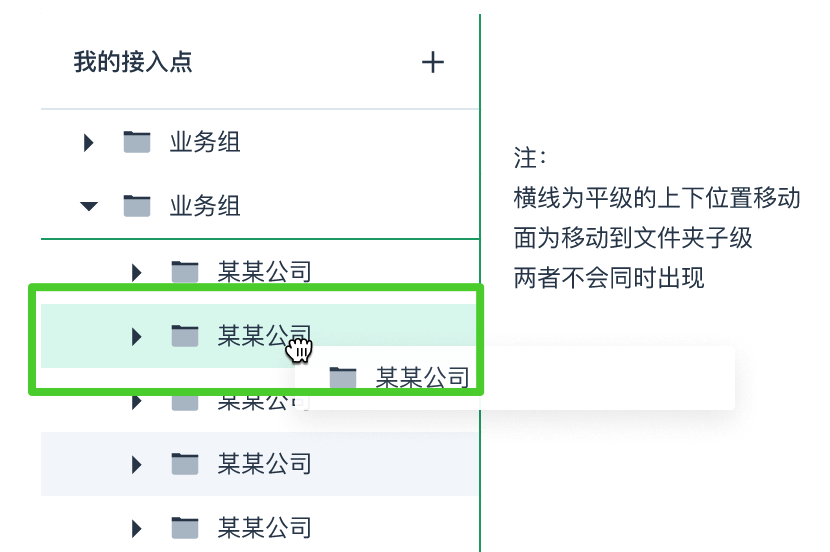 我的接入点
业务组
业务组
某某公司
某某公司
某某公司
某某公司
某某公司
某某公司
注：
横线为平级的上下位置移动
面为移动到文件夹子级
两者不会同时出现